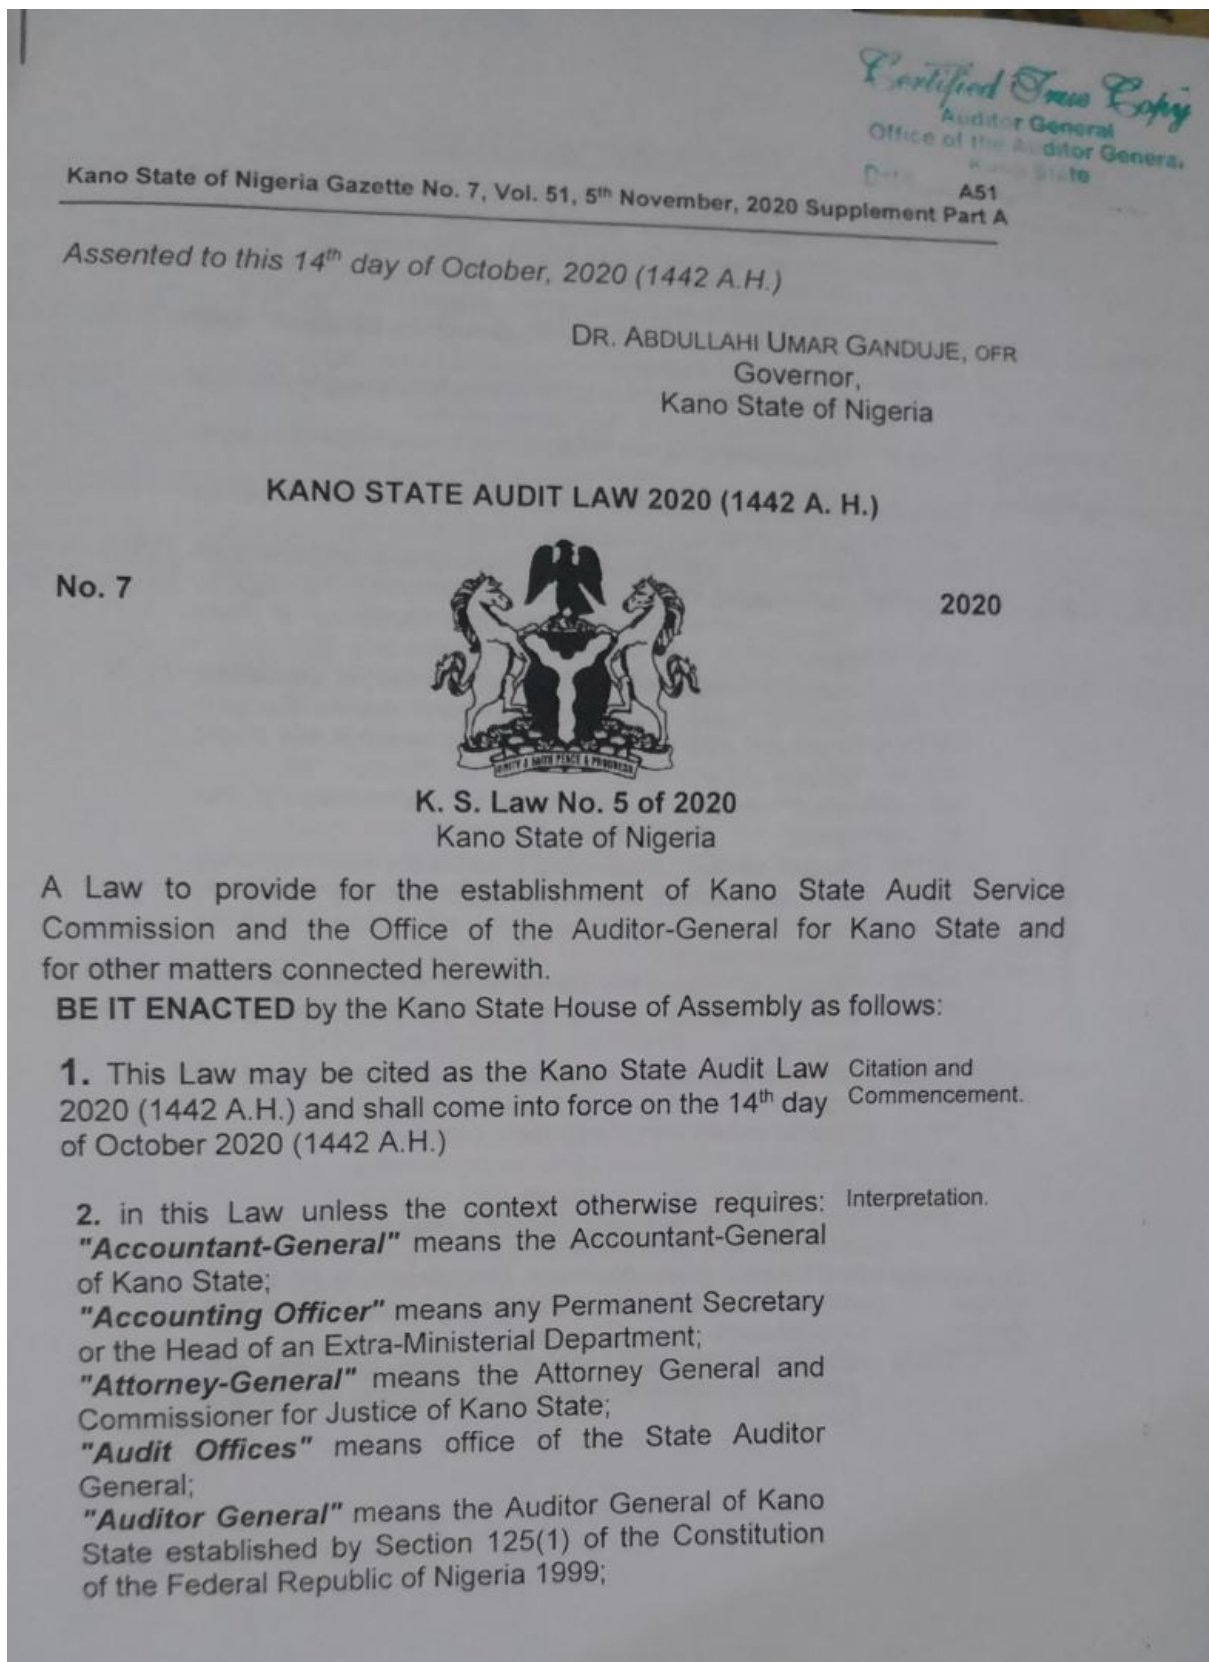 Certified True Copy
Auditor General
Office of the Auditor General
Kano State
Date
A51
Kano State of Nigeria Gazette No. 7, Vol. 51, 5th November, 2020 Supplement Part A
Assented to this 14th day of October, 2020 (1442 A.H.)
DR. ABDULLAHI UMAR GANDUJE, OFR
Governor,
Kano State of Nigeria
KANO STATE AUDIT LAW 2020 (1442 A. H.)
No. 7
2020
UNITY & FAITH PEACE & PROGRESS
K. S. Law No. 5 of 2020
Kano State of Nigeria
A Law to provide for the establishment of Kano State Audit Service
Commission and the Office of the Auditor-General for Kano State and
for other matters connected herewith.
BE IT ENACTED by the Kano State House of Assembly as follows:
1. This Law may be cited as the Kano State Audit Law Citation and
2020 (1442 A.H.) and shall come into force on the 14th day Commencement.
of October 2020 (1442 A.H.)
2. in this Law unless the context otherwise requires: Interpretation.
"Accountant-General" means the Accountant-General
of Kano State;
"Accounting Officer" means any Permanent Secretary
or the Head of an Extra-Ministerial Department;
"Attorney-General" means the Attorney General and
Commissioner for Justice of Kano State;
"Audit Offices" means office of the State Auditor
General;
"Auditor General" means the Auditor General of Kano
State established by Section 125(1) of the Constitution
of the Federal Republic of Nigeria 1999;